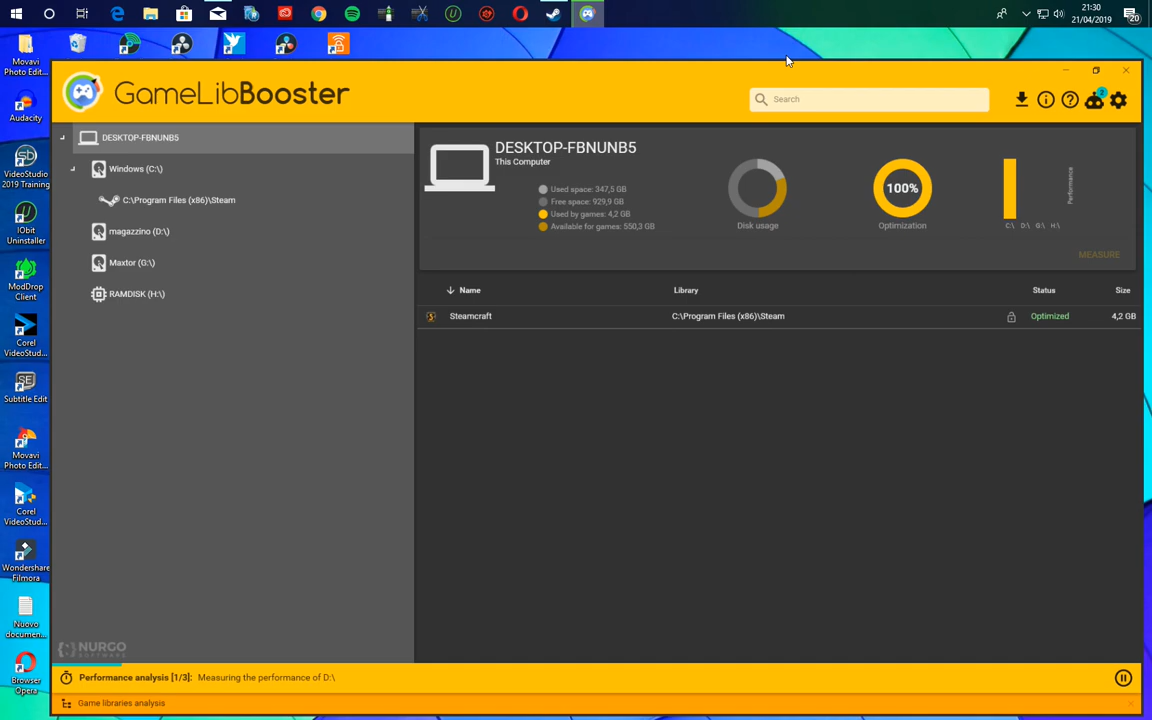 21:30
21/04/2019
20
Movavi
Photo Edit...
Audacity
VideoStudio
2019 Training
IObit
Uninstaller
ModDrop
Client
Corel
VideoStud...
Subtitle Edit
Movavi
Photo Edit...
Corel
VideoStud...
Wondershare
Filmora
Nuovo
documen...
Browser
Opera
GameLibBooster
Search
2
DESKTOP-FBNUNB5
Windows (C:\)
C:\Program Files (x86)\Steam
magazzino (D:\)
Maxtor (G:\)
RAMDISK (H:\)
DESKTOP-FBNUNB5
This Computer
Used space: 347,5 GB
Free space: 929,9 GB
Used by games: 4,2 GB
Available for games: 550,3 GB
Disk usage
100%
Optimization
C:\ D:\ G:\ H:\
Performance
MEASURE
Name Library Status Size
Steamcraft C:\Program Files (x86)\Steam Optimized 4,2 GB
NURGO
SOFTWARE
Performance analysis [1/3]: Measuring the performance of D:\
Game libraries analysis